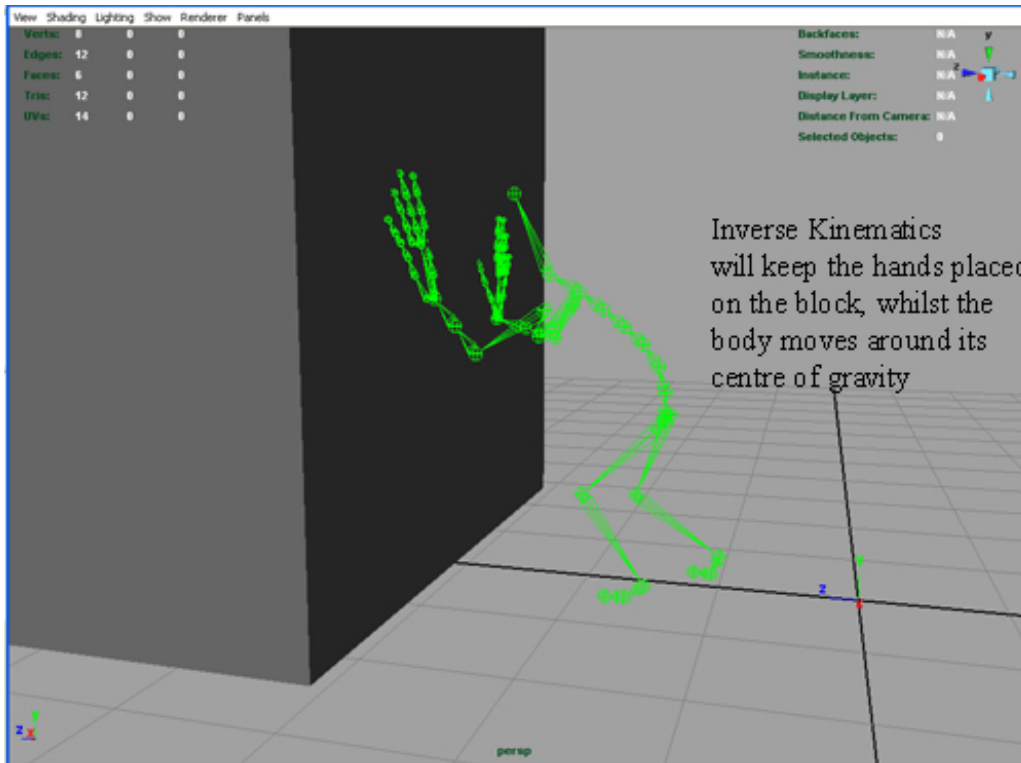 View Shading Lighting Show Renderer Panels
Verts: 8 0 0
Edges: 12 0 0
Faces: 6 0 0
Tris: 12 0 0
UVs: 14 0 0
Backfaces: N/A
Smoothness: N/A
Instance: N/A
Display Layer: N/A
Distance From Camera: N/A
Selected Objects: 0
y
z
Inverse Kinematics
will keep the hands placed
on the block, whilst the
body moves around its
centre of gravity
Y
z
x
y
z x
persp